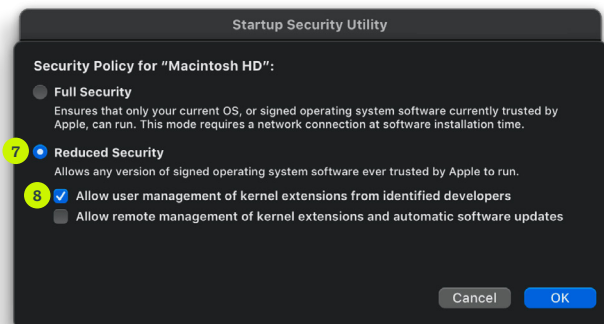 Startup Security Utility
Security Policy for “Macintosh HD”:
Full Security
Ensures that only your current OS, or signed operating system software currently trusted by
Apple, can run. This mode requires a network connection at software installation time.
7 Reduced Security
Allows any version of signed operating system software ever trusted by Apple to run.
8 Allow user management of kernel extensions from identified developers
Allow remote management of kernel extensions and automatic software updates
Cancel OK